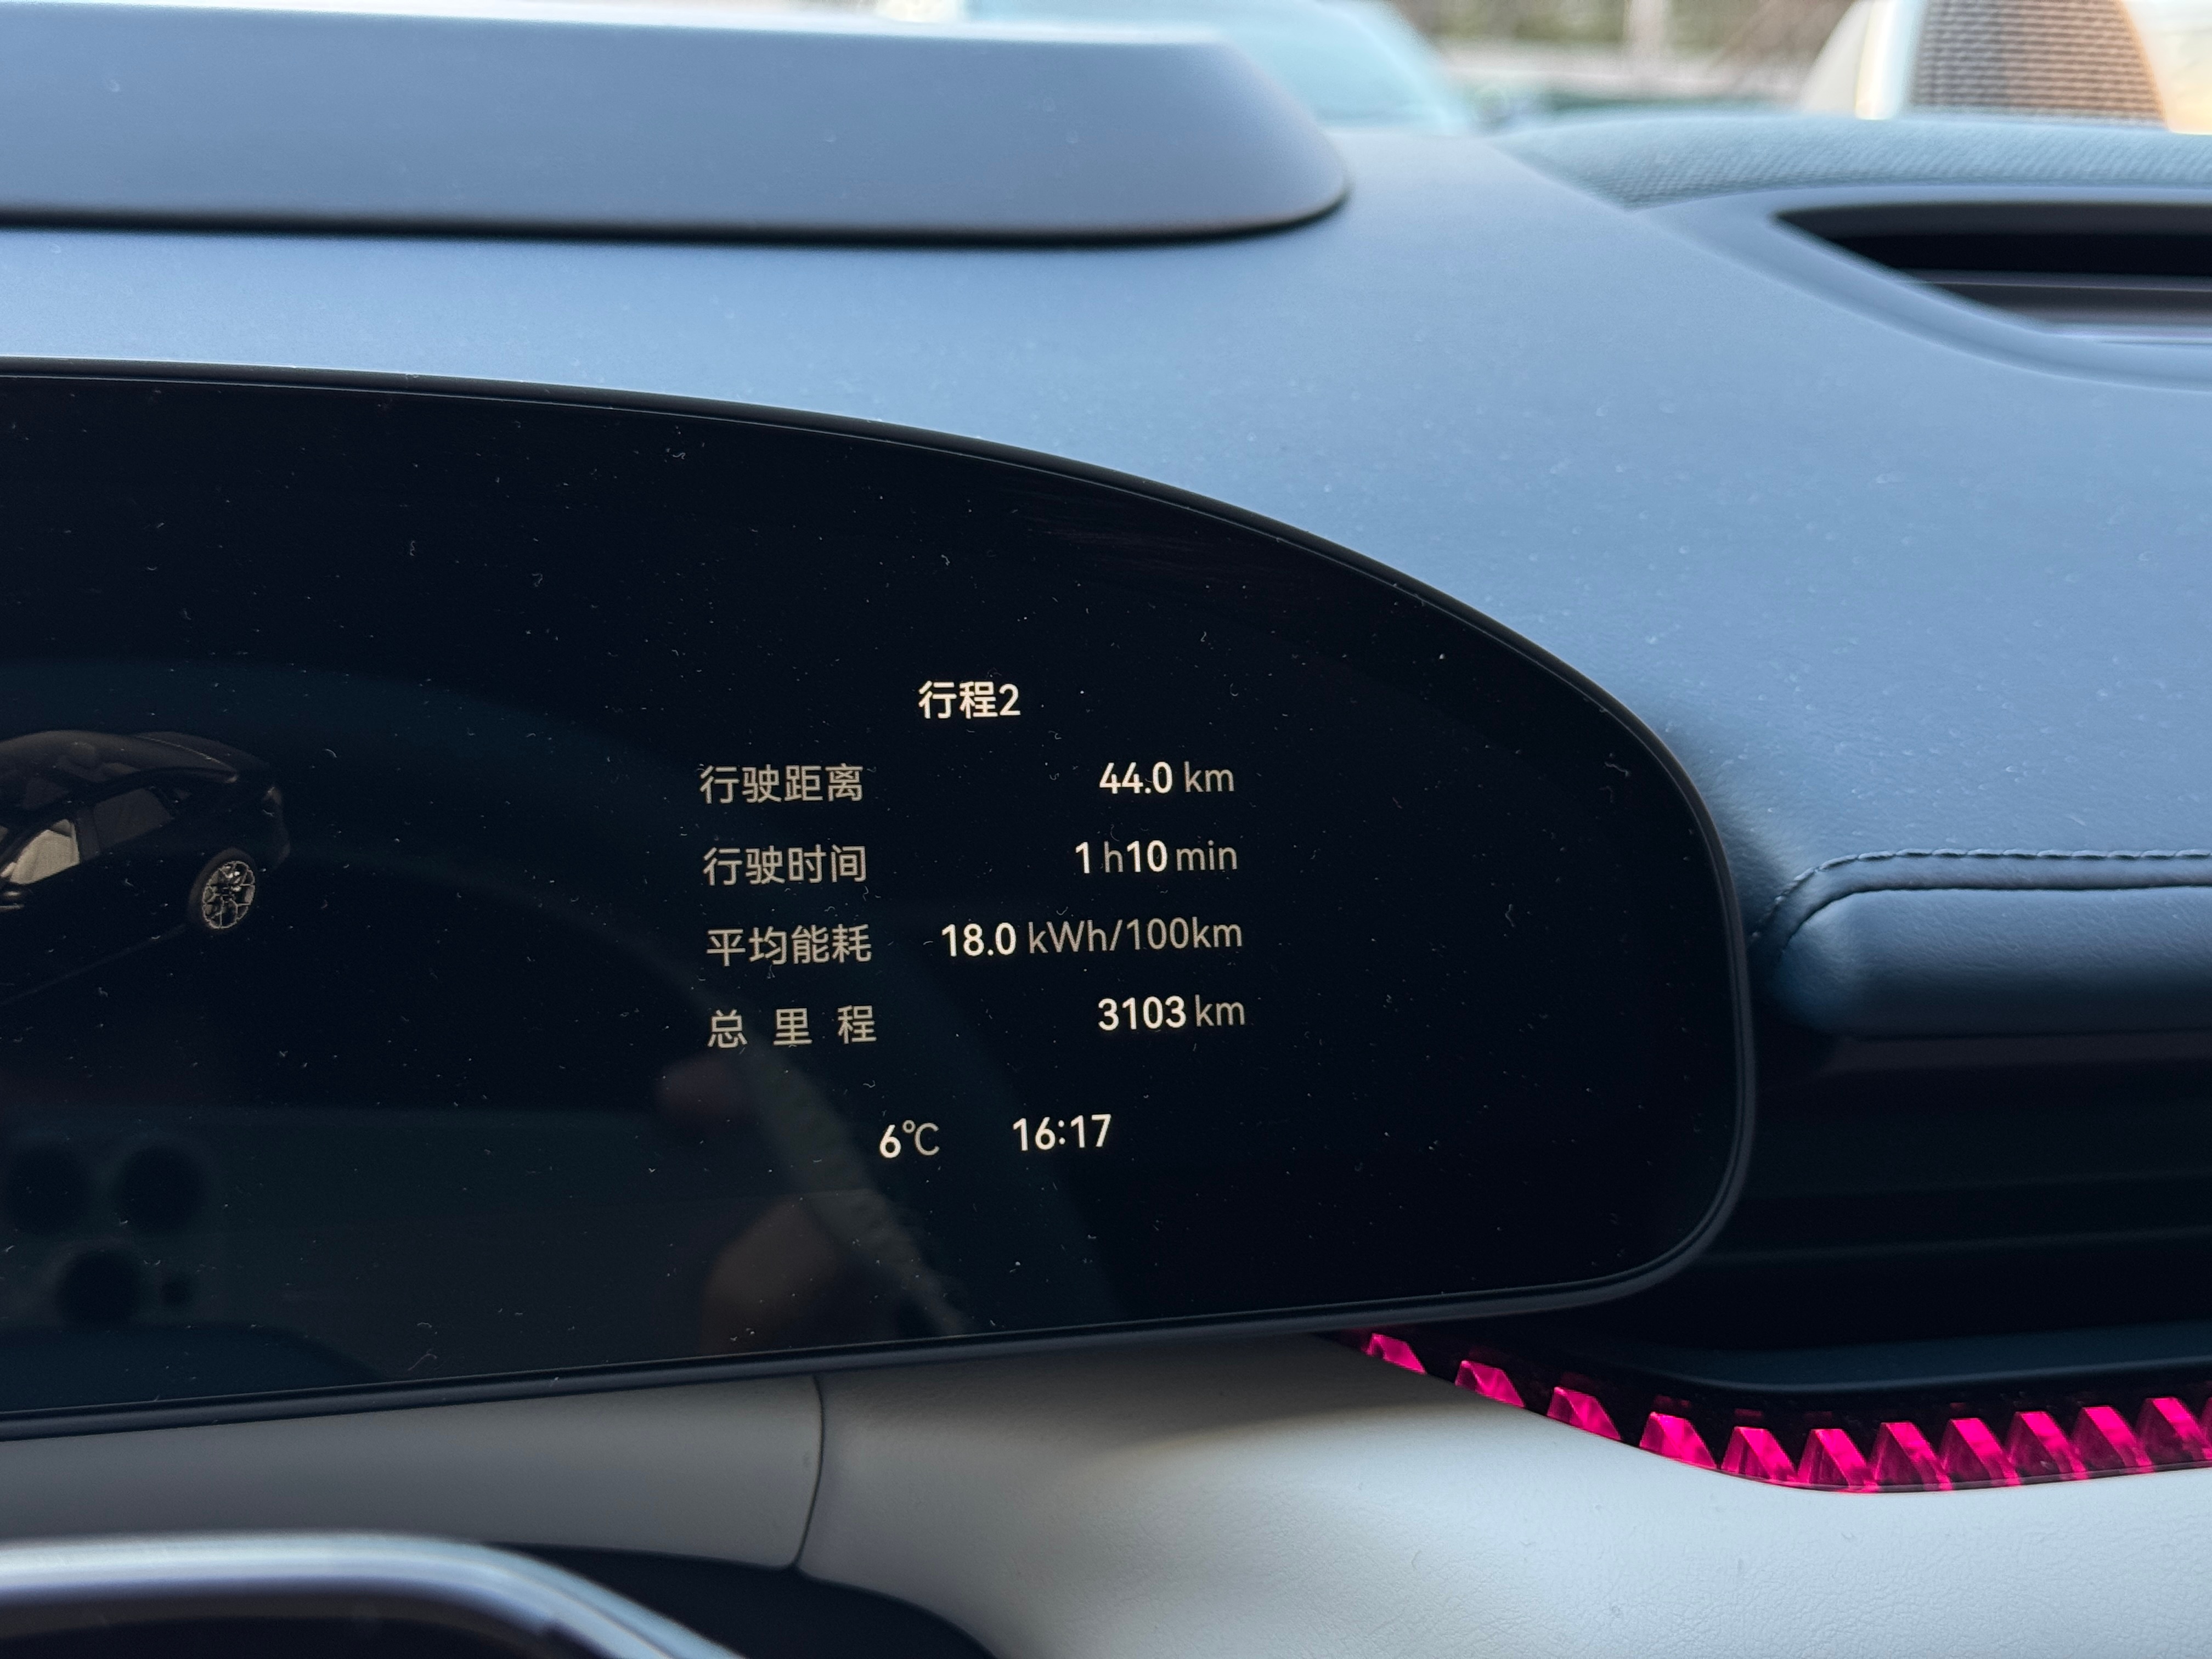 行程2
行驶距离 44.0 km
行驶时间 1 h 10 min
平均能耗 18.0 kWh/100km
总里程 3103 km
6℃ 16:17